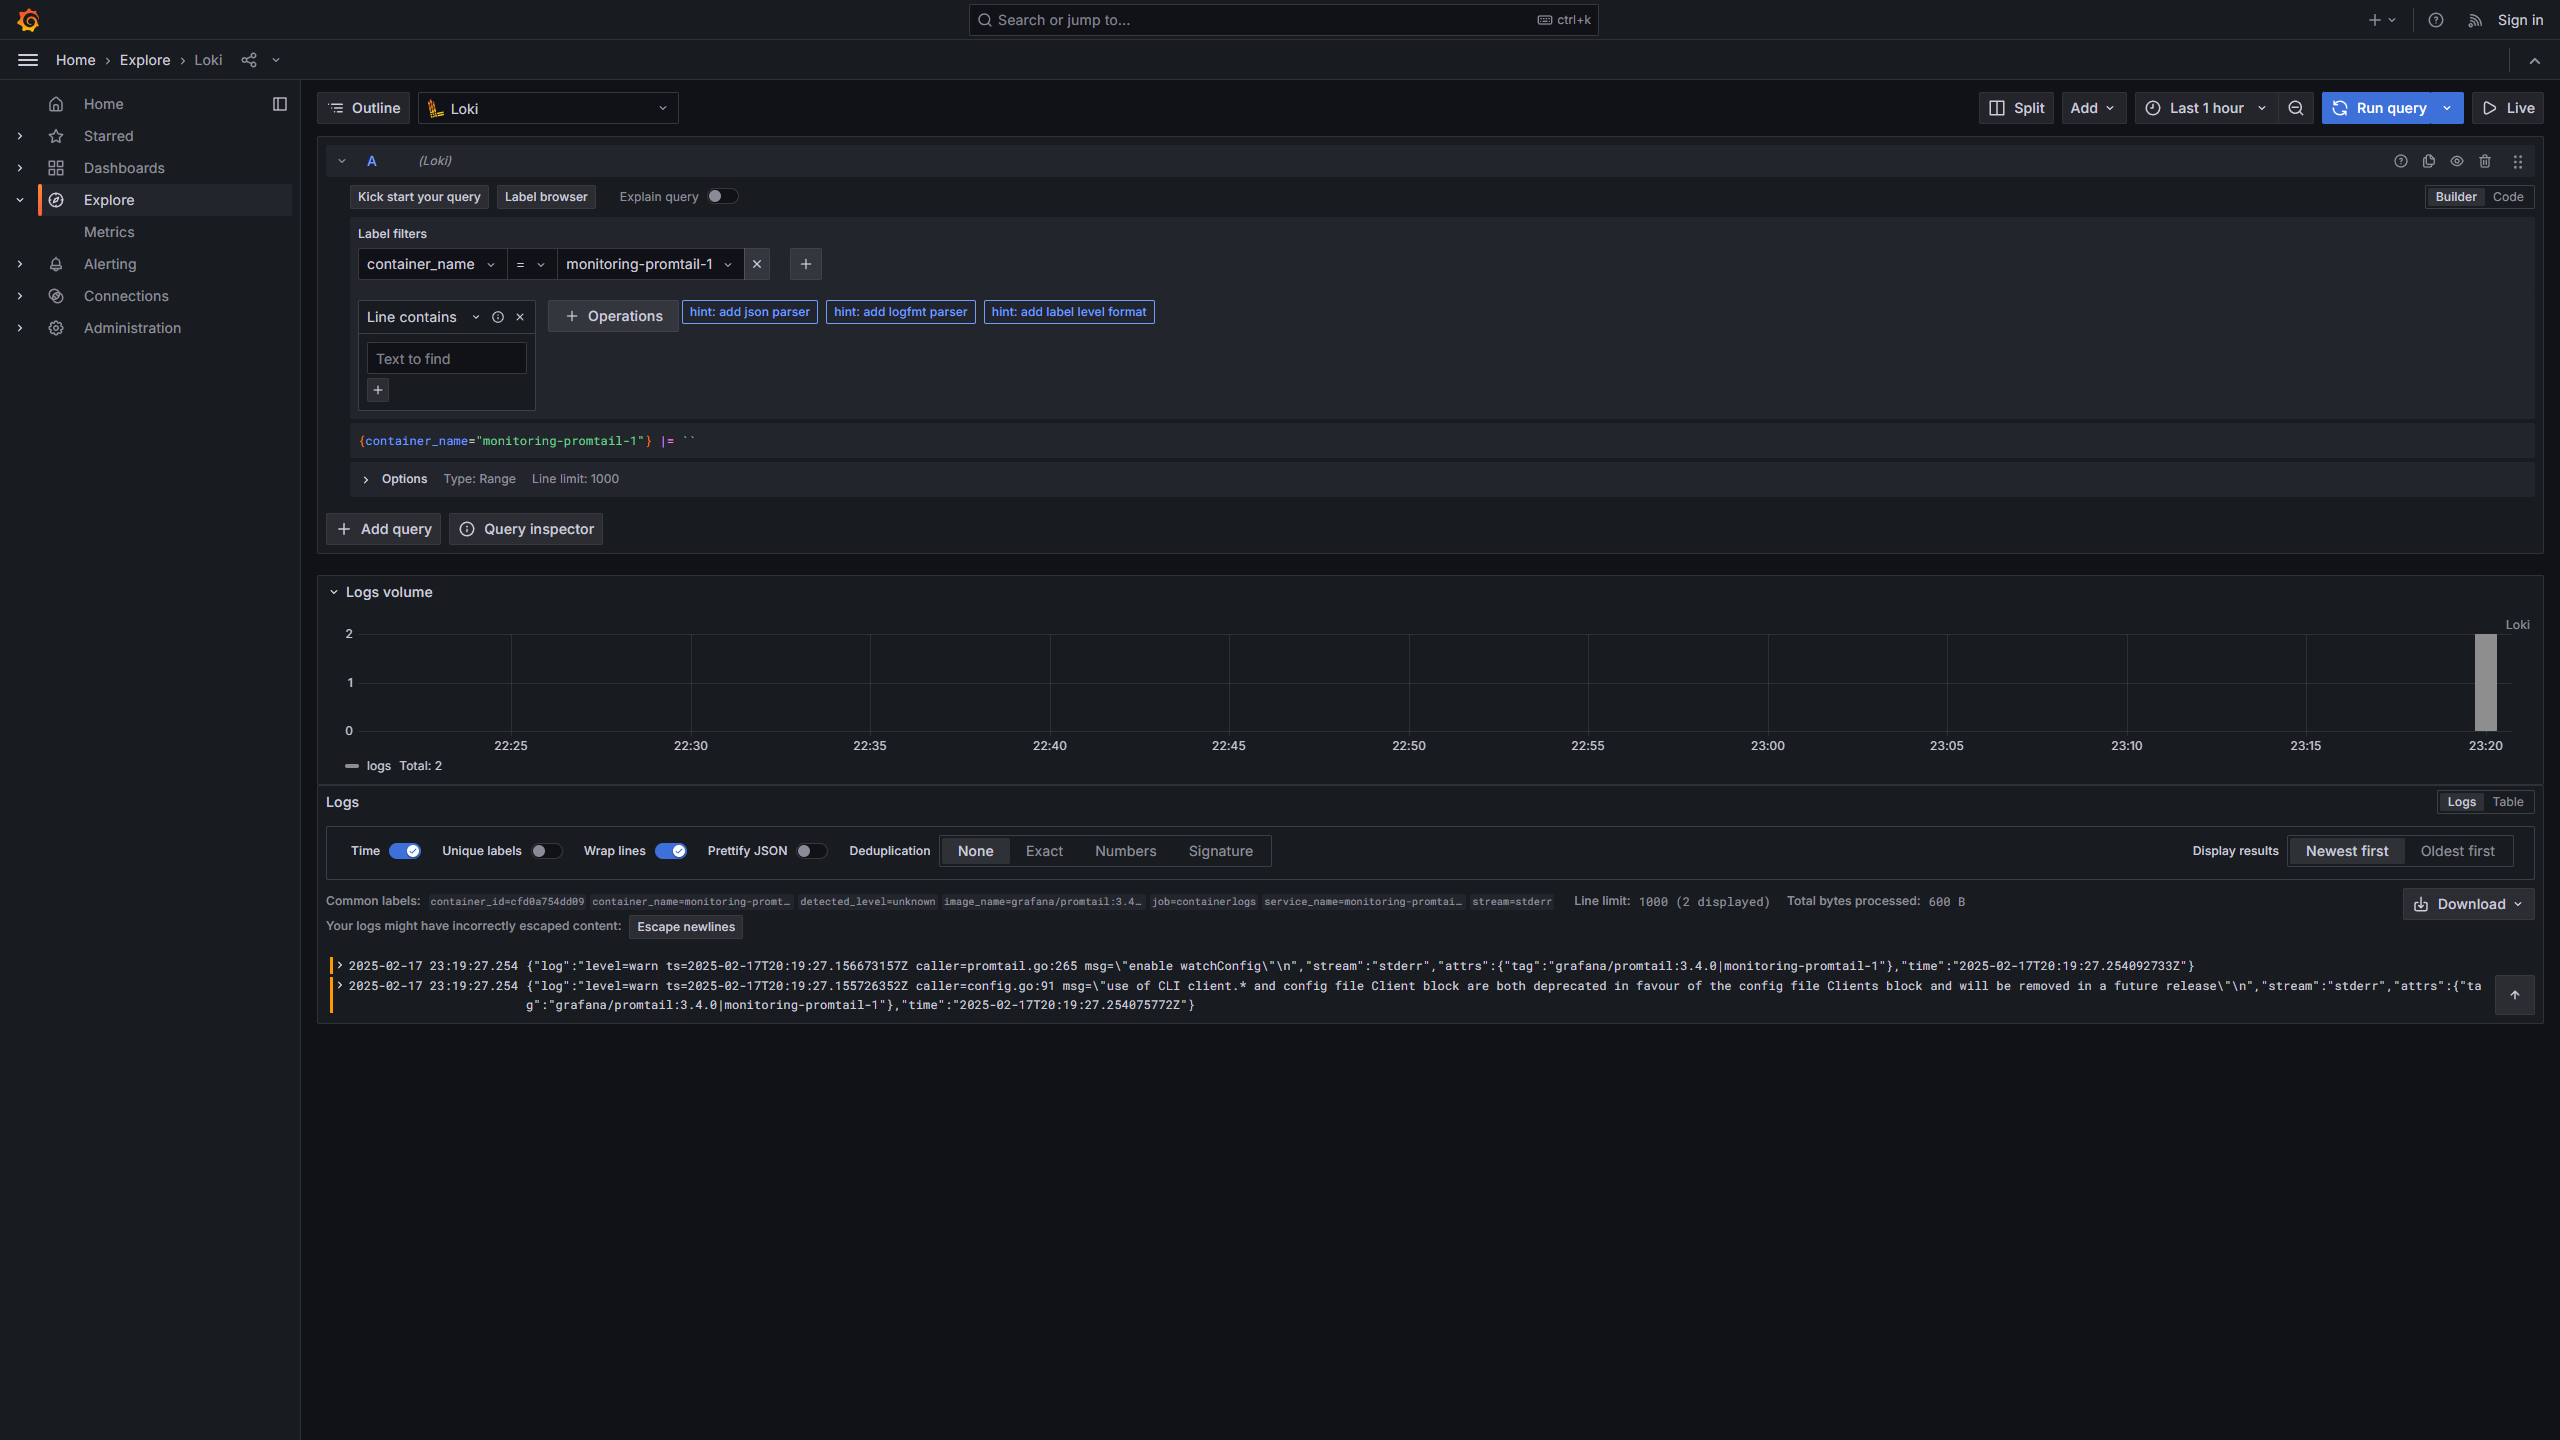 Search or jump to...
ctrl+k
Sign in
Home › Explore › Loki
Home
Starred
Dashboards
Explore
Metrics
Alerting
Connections
Administration
Outline
Loki
Split
Add
Last 1 hour
Run query
Live
A
(Loki)
Kick start your query
Label browser
Explain query
Builder
Code
Label filters
container_name
=
monitoring-promtail-1
Line contains
Operations
hint: add json parser
hint: add logfmt parser
hint: add label level format
Text to find
{container_name="monitoring-promtail-1"} |= ``
Options Type: Range Line limit: 1000
Add query
Query inspector
Logs volume
Loki
2
1
0
22:25 22:30 22:35 22:40 22:45 22:50 22:55 23:00 23:05 23:10 23:15 23:20
logs Total: 2
Logs
Logs
Table
Time
Unique labels
Wrap lines
Prettify JSON
Deduplication
None
Exact
Numbers
Signature
Display results
Newest first
Oldest first
Common labels: container_id=cfd0a754dd09 container_name=monitoring-promt… detected_level=unknown image_name=grafana/promtail:3.4… job=containerlogs service_name=monitoring-promtai… stream=stderr Line limit: 1000 (2 displayed) Total bytes processed: 600 B
Download
Your logs might have incorrectly escaped content: Escape newlines
2025-02-17 23:19:27.254 {"log":"level=warn ts=2025-02-17T20:19:27.156673157Z caller=promtail.go:265 msg=\"enable watchConfig\"\n","stream":"stderr","attrs":{"tag":"grafana/promtail:3.4.0|monitoring-promtail-1"},"time":"2025-02-17T20:19:27.254092733Z"}
2025-02-17 23:19:27.254 {"log":"level=warn ts=2025-02-17T20:19:27.155726352Z caller=config.go:91 msg=\"use of CLI client.* and config file Client block are both deprecated in favour of the config file Clients block and will be removed in a future release\"\n","stream":"stderr","attrs":{"ta
g":"grafana/promtail:3.4.0|monitoring-promtail-1"},"time":"2025-02-17T20:19:27.254075772Z"}